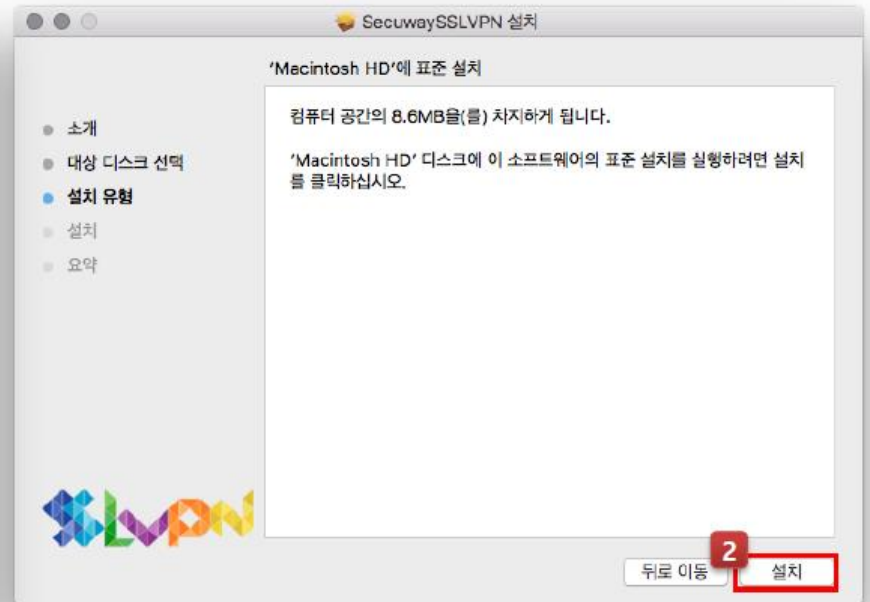 SecuwaySSLVPN 설치
'Macintosh HD'에 표준 설치
소개
대상 디스크 선택
설치 유형
설치
요약
컴퓨터 공간의 8.6MB을(를) 차지하게 됩니다.
'Macintosh HD' 디스크에 이 소프트웨어의 표준 설치를 실행하려면 설치
를 클릭하십시오.
SSLVPN
뒤로 이동
2
설치